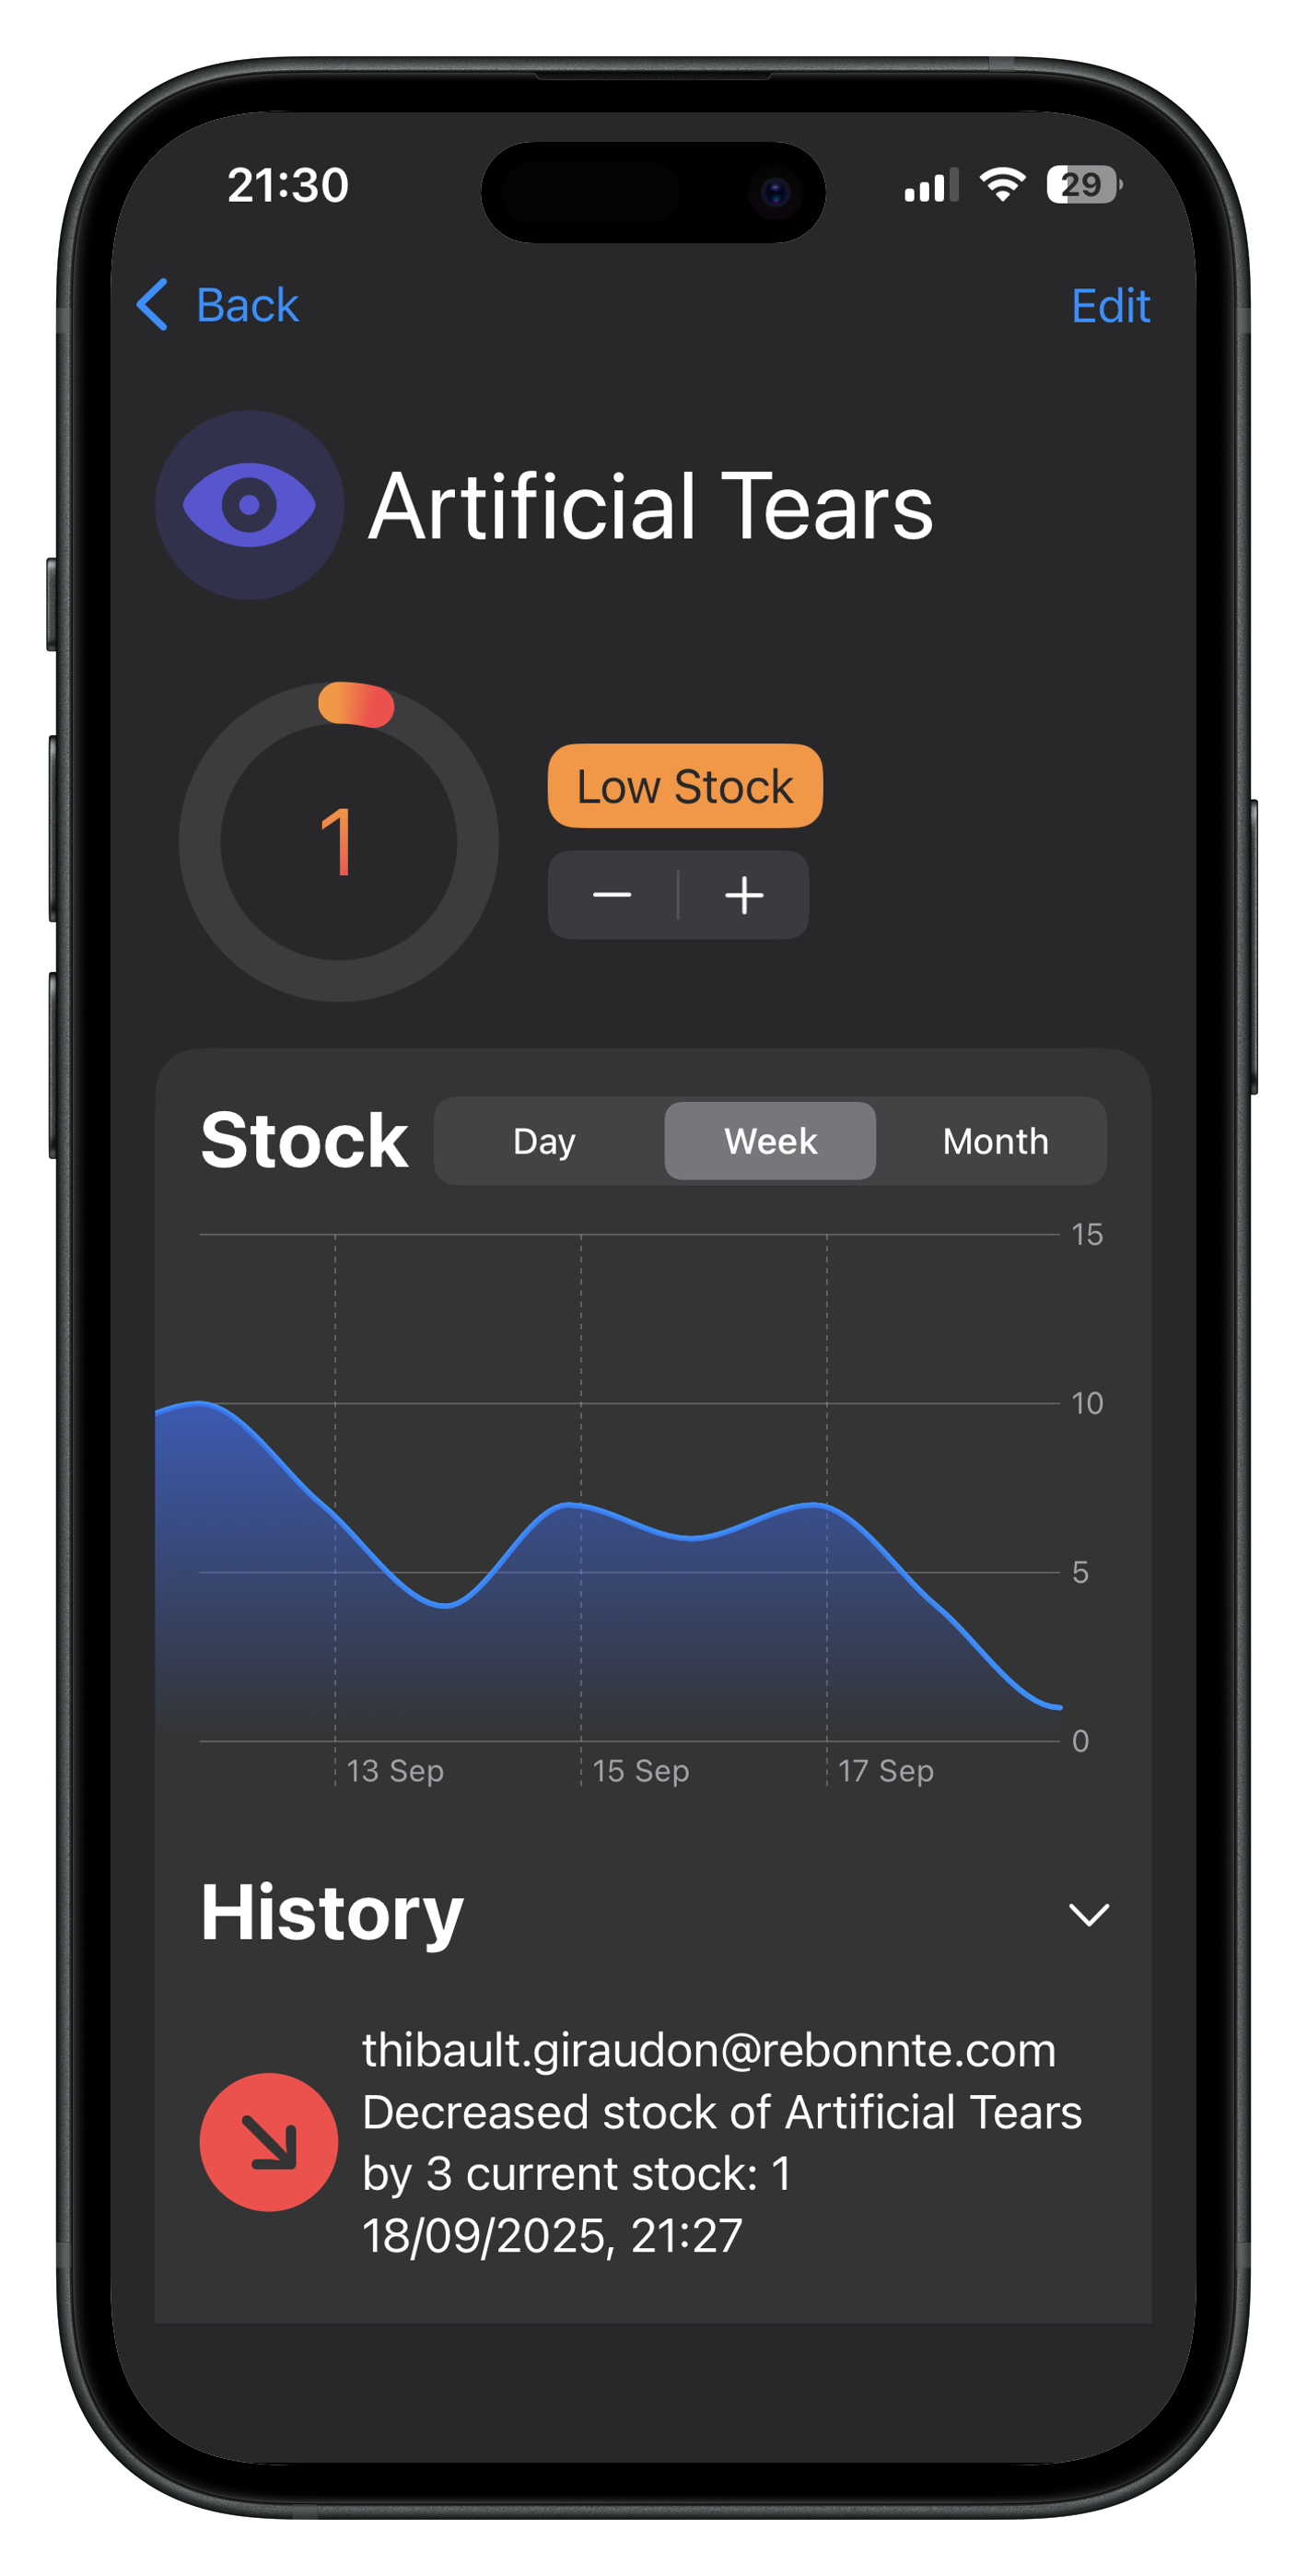 21:30
29
Back
Edit
Artificial Tears
1
Low Stock
Stock
Day
Week
Month
15
10
5
0
13 Sep
15 Sep
17 Sep
History
thibault.giraudon@rebonnte.com
Decreased stock of Artificial Tears
by 3 current stock: 1
18/09/2025, 21:27